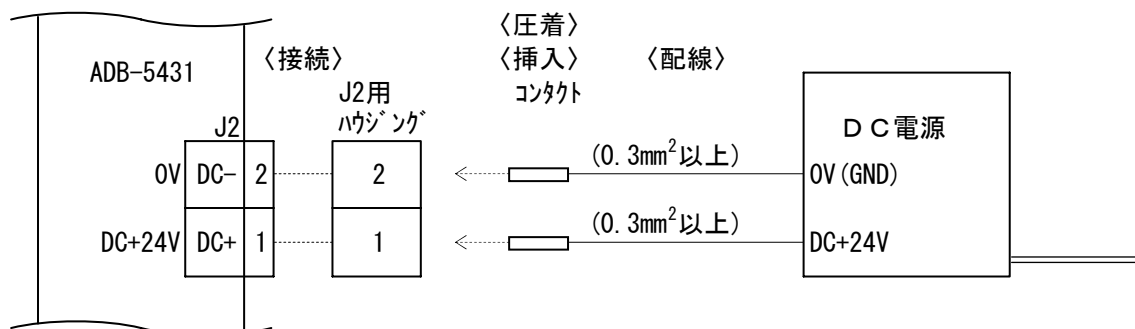 〈圧着〉
ADB-5431 〈接続〉 〈挿入〉 〈配線〉
J2用 コンタクト
J2 ハウジング DC電源
0V DC- 2 2 (0.3mm²以上) 0V(GND)
DC+24V DC+ 1 1 (0.3mm²以上) DC+24V